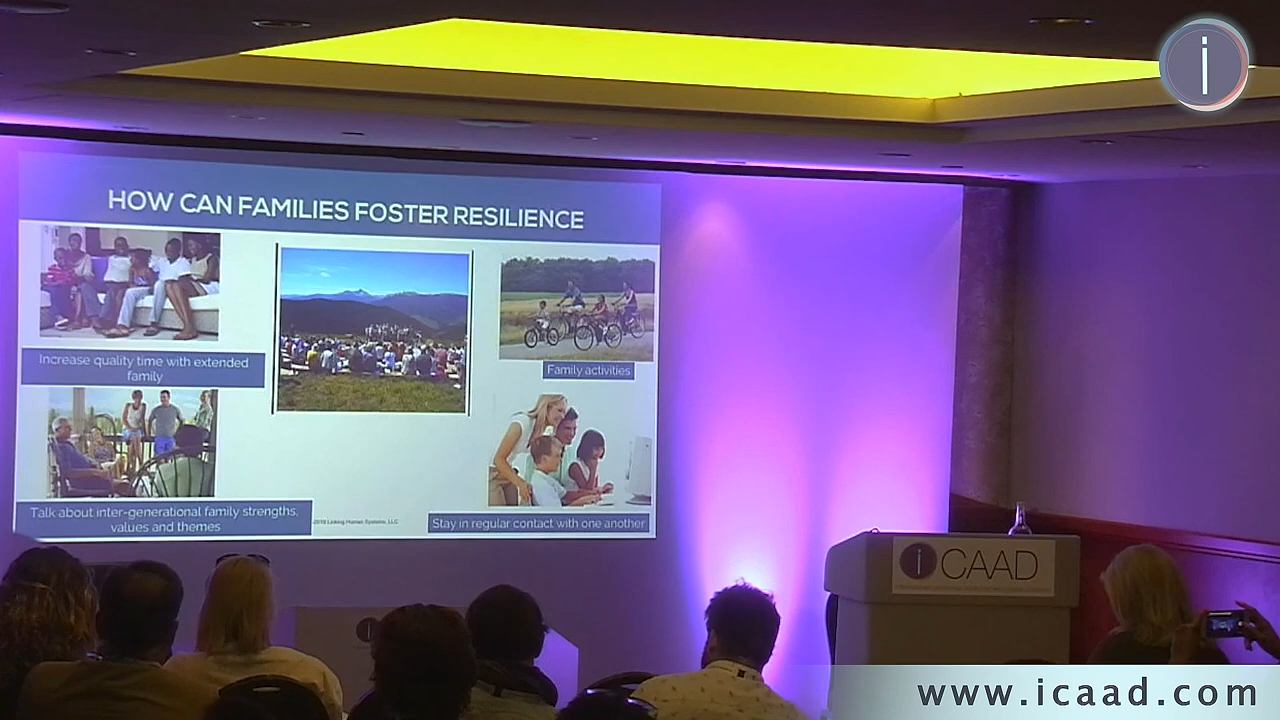 i
HOW CAN FAMILIES FOSTER RESILIENCE
Increase quality time with extended
family
Family activities
Talk about inter-generational family strengths,
values and themes
2018 Linking Human Systems, LLC
Stay in regular contact with one another
iCAAD
www.icaad.com